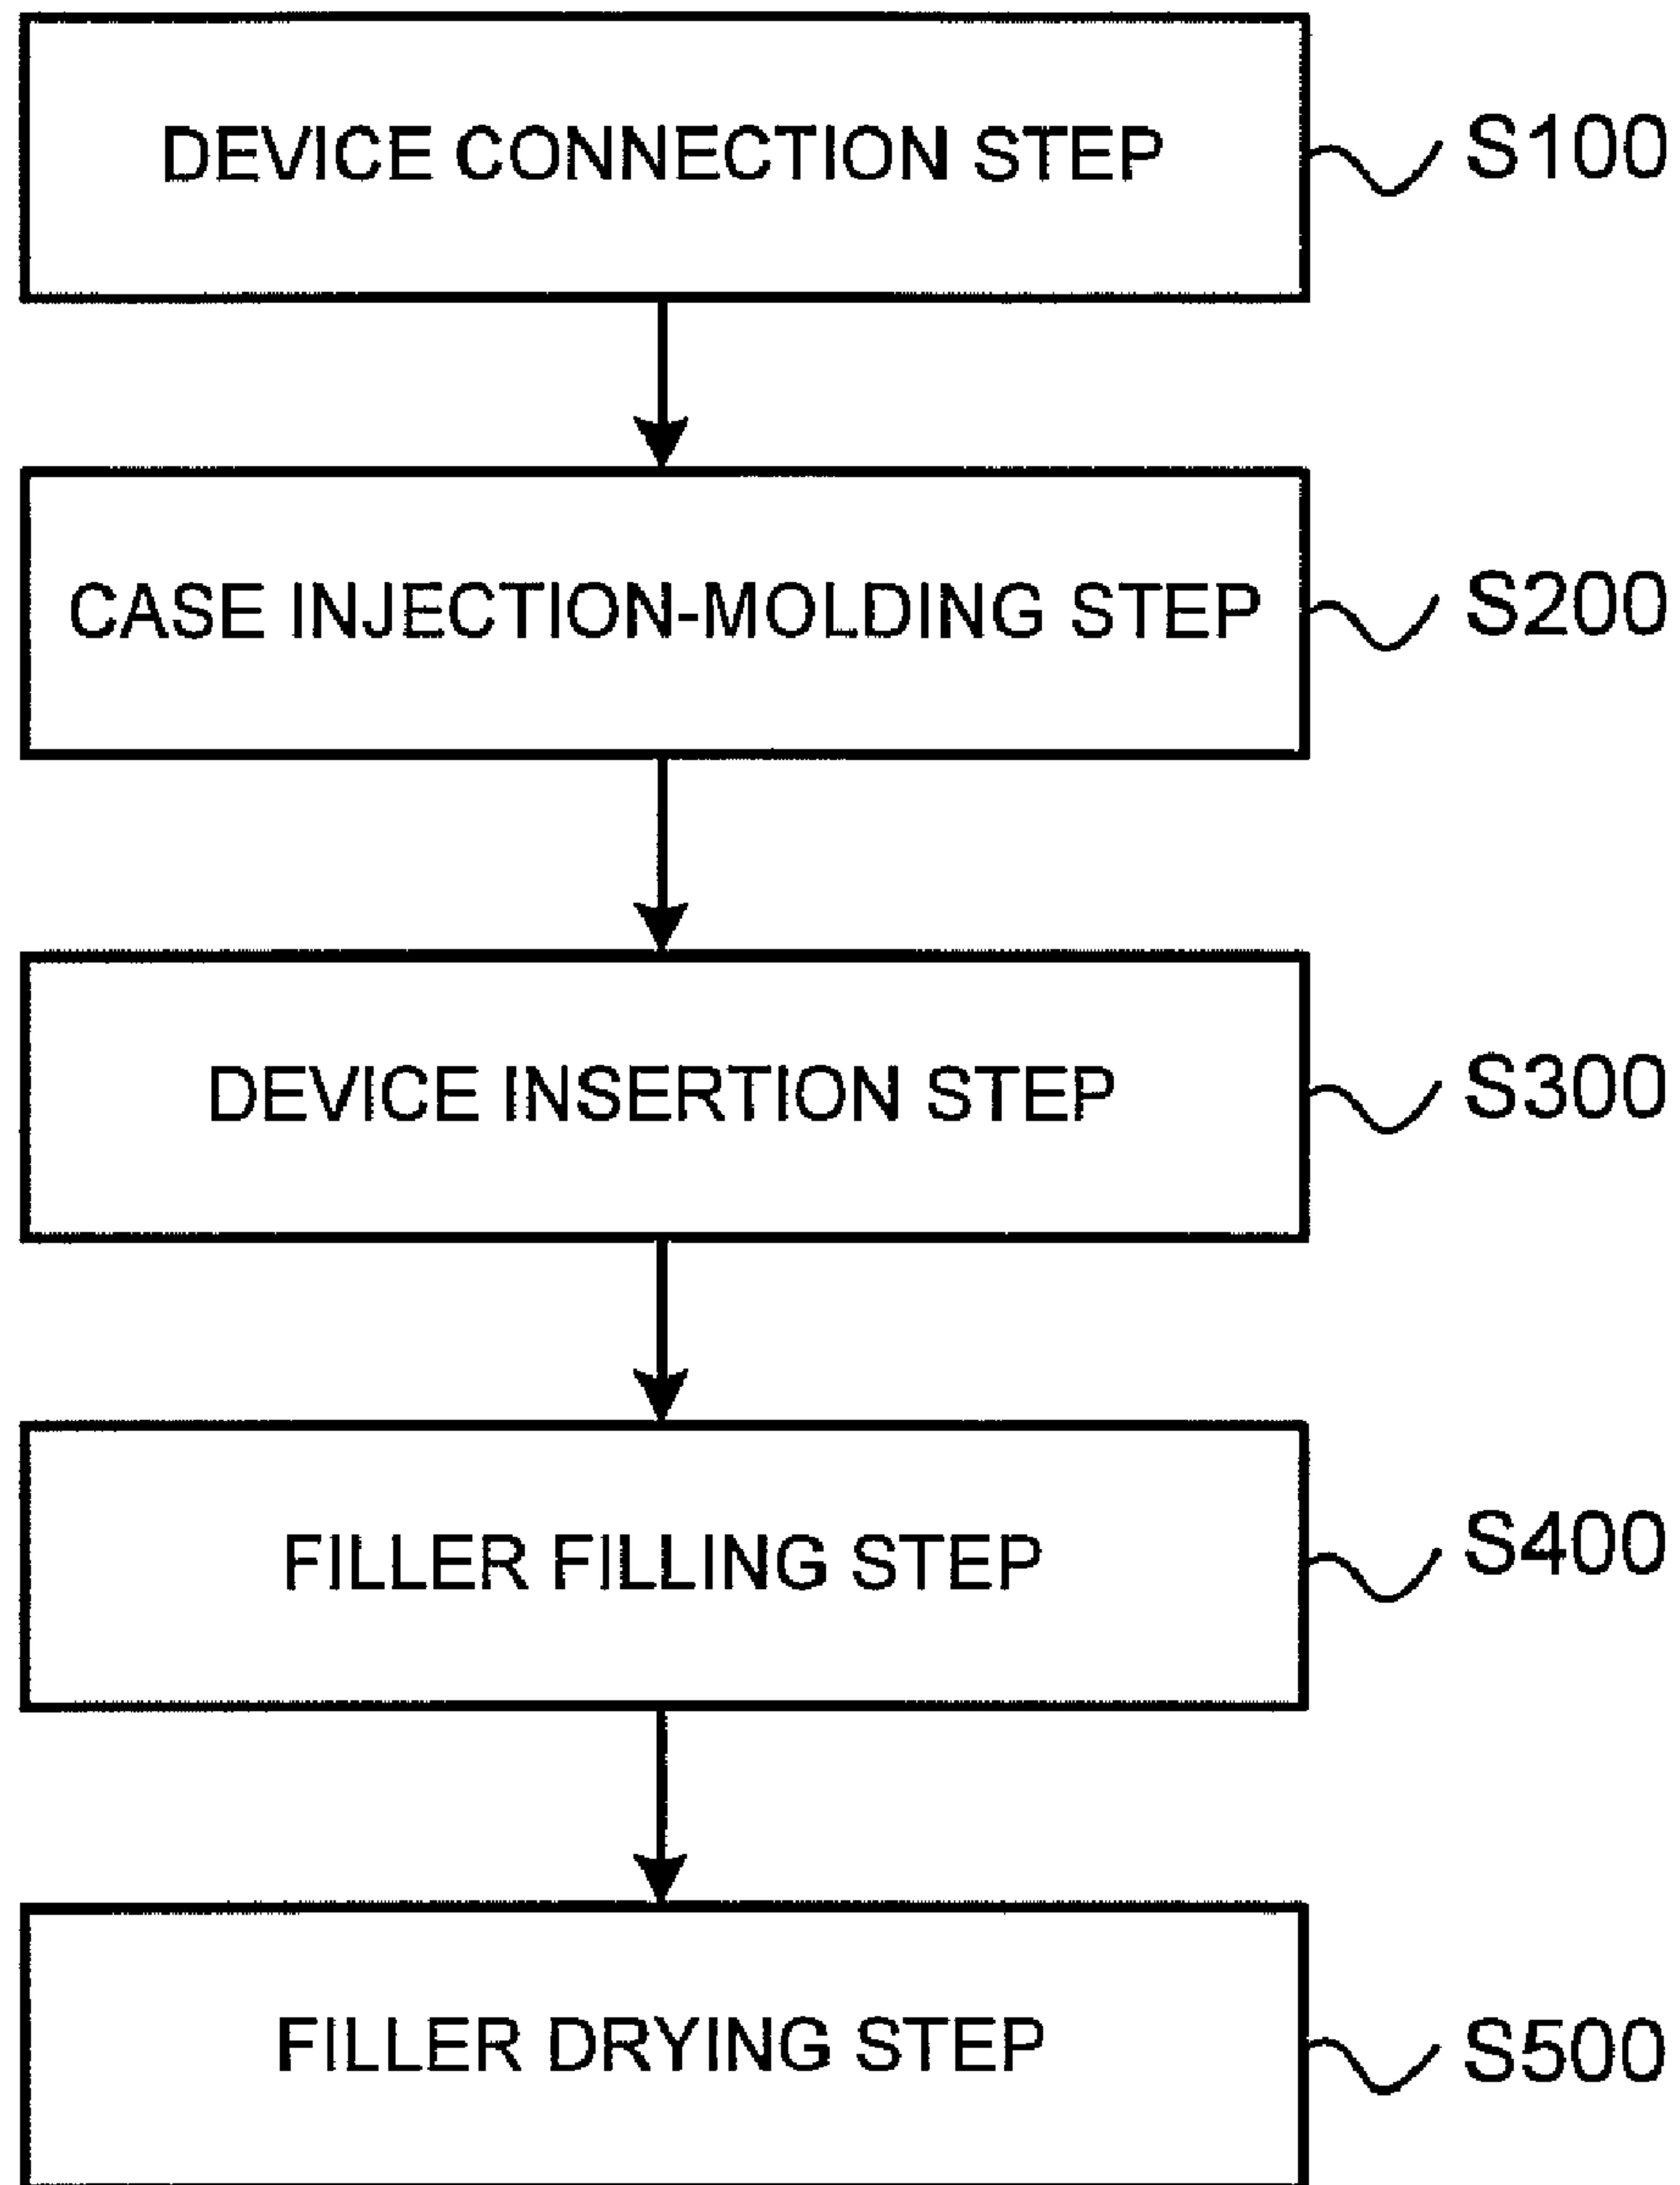 DEVICE CONNECTION STEP S100
CASE INJECTION-MOLDING STEP S200
DEVICE INSERTION STEP S300
FILLER FILLING STEP S400
FILLER DRYING STEP S500